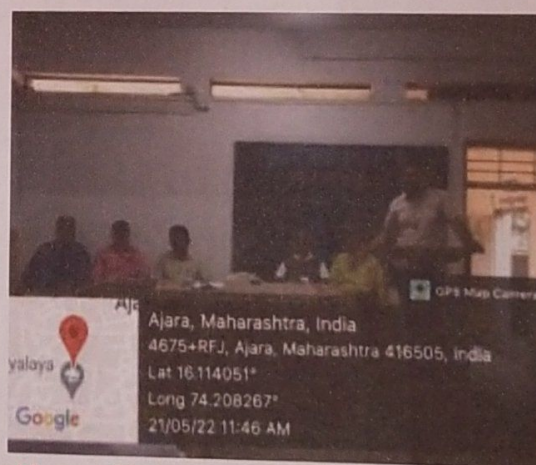 GPS Map Camera
Aja
yalaya
Google
Ajara, Maharashtra, India
4675+RFJ, Ajara, Maharashtra 416505, India
Lat 16.114051°
Long 74.208267°
21/05/22 11:46 AM